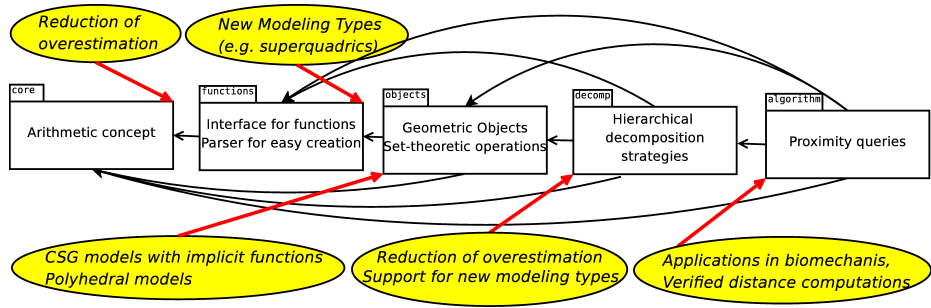 Reduction of
overestimation
New Modeling Types
(e.g. superquadrics)
core
Arithmetic concept
functions
Interface for functions
Parser for easy creation
objects
Geometric Objects
Set-theoretic operations
decomp
Hierarchical
decomposition
strategies
algorithm
Proximity queries
CSG models with implicit functions
Polyhedral models
Reduction of overestimation
Support for new modeling types
Applications in biomechanis,
Verified distance computations